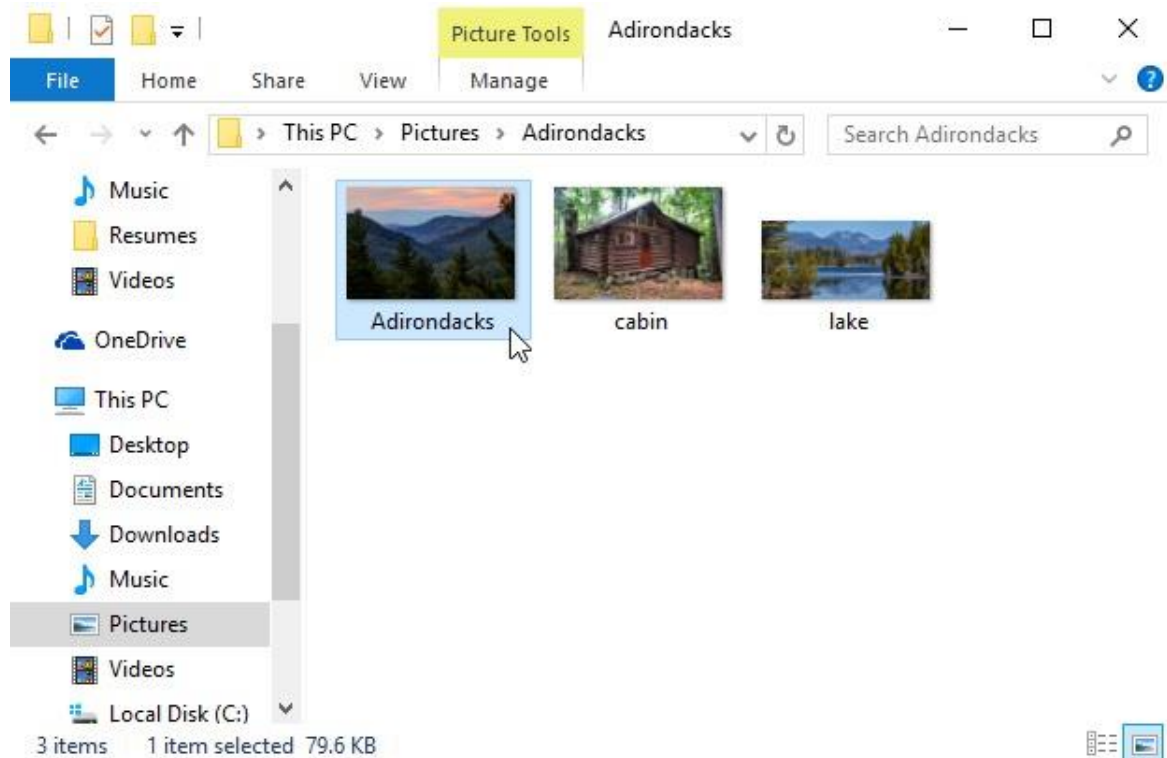 Picture Tools Adirondacks
File Home Share View Manage ?
This PC > Pictures > Adirondacks Search Adirondacks
Music
Resumes
Videos
OneDrive
This PC
Desktop
Documents
Downloads
Music
Pictures
Videos
Local Disk (C:)
Adirondacks cabin lake
3 items 1 item selected 79.6 KB